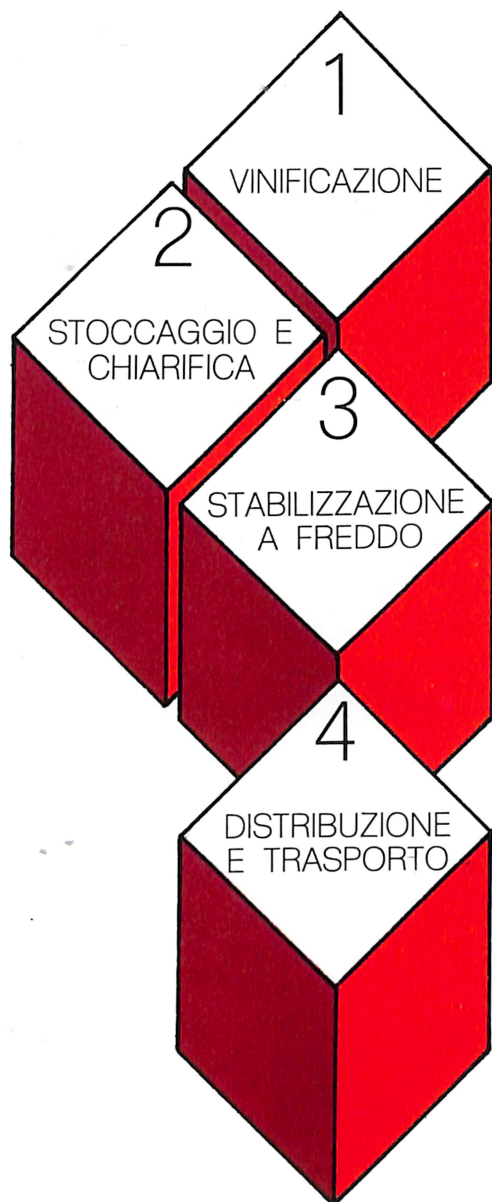 1
VINIFICAZIONE
2
STOCCAGGIO E
CHIARIFICA
3
STABILIZZAZIONE
A FREDDO
4
DISTRIBUZIONE
E TRASPORTO